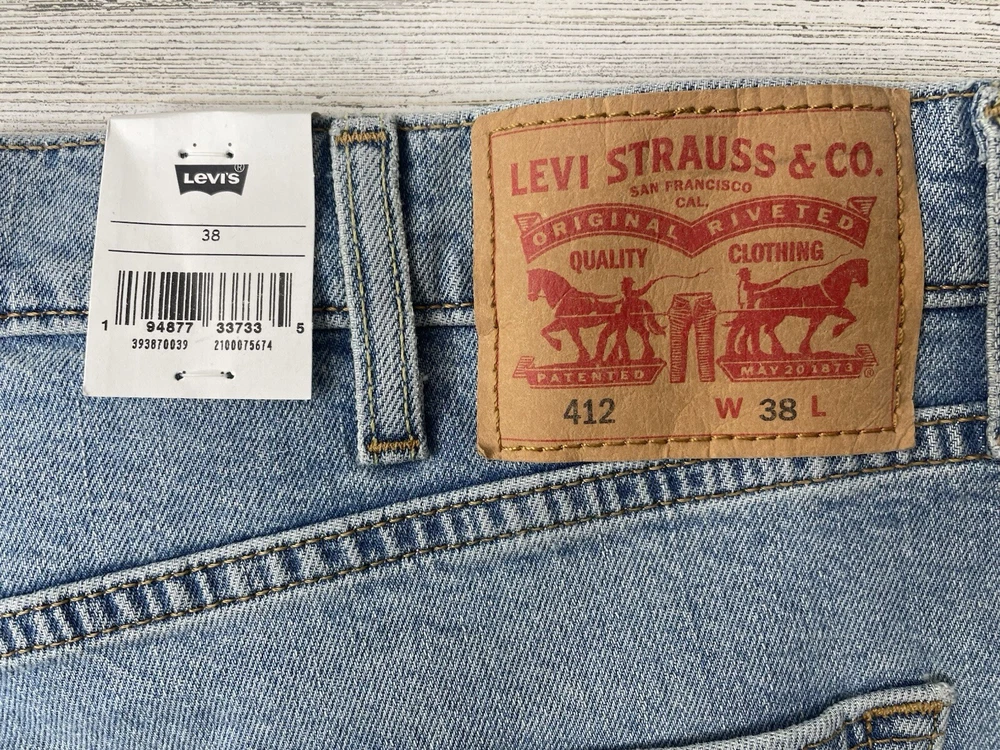 LEVI'S®
38
1 94877 33733 5
393870039 2100075674
LEVI STRAUSS & CO.
SAN FRANCISCO
CAL.
ORIGINAL RIVETED
QUALITY CLOTHING
PATENTED MAY 20 1873 ®
412 W 38 L